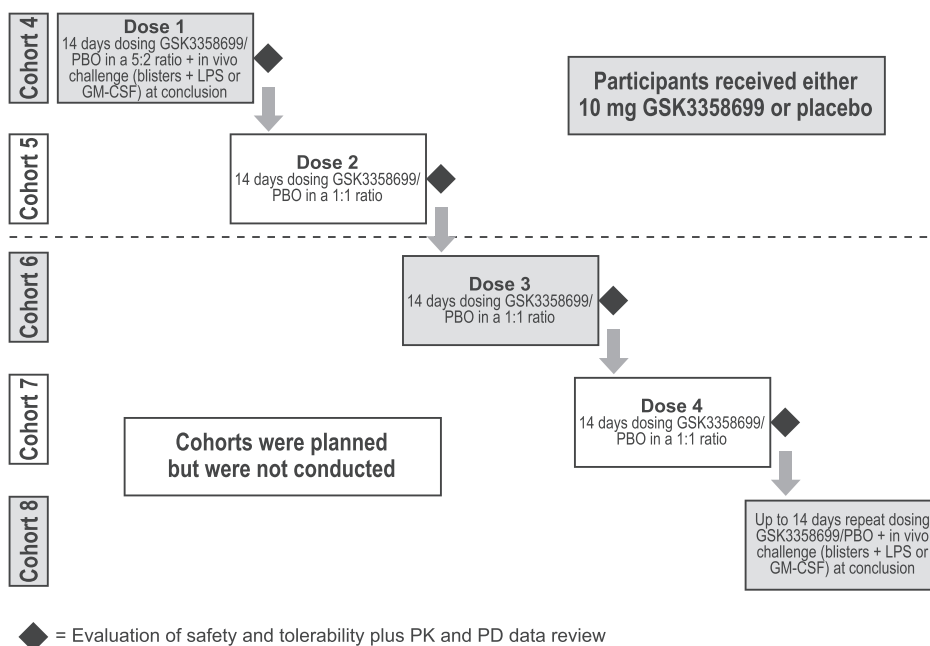 Cohort 4
Dose 1
14 days dosing GSK3358699/
PBO in a 5:2 ratio + in vivo
challenge (blisters + LPS or
GM-CSF) at conclusion
Participants received either
10 mg GSK3358699 or placebo
Cohort 5
Dose 2
14 days dosing GSK3358699/
PBO in a 1:1 ratio
Cohort 6
Dose 3
14 days dosing GSK3358699/
PBO in a 1:1 ratio
Cohort 7
Dose 4
14 days dosing GSK3358699/
PBO in a 1:1 ratio
Cohorts were planned
but were not conducted
Cohort 8
Up to 14 days repeat dosing
GSK3358699/PBO + in vivo
challenge (blisters + LPS or
GM-CSF) at conclusion
= Evaluation of safety and tolerability plus PK and PD data review